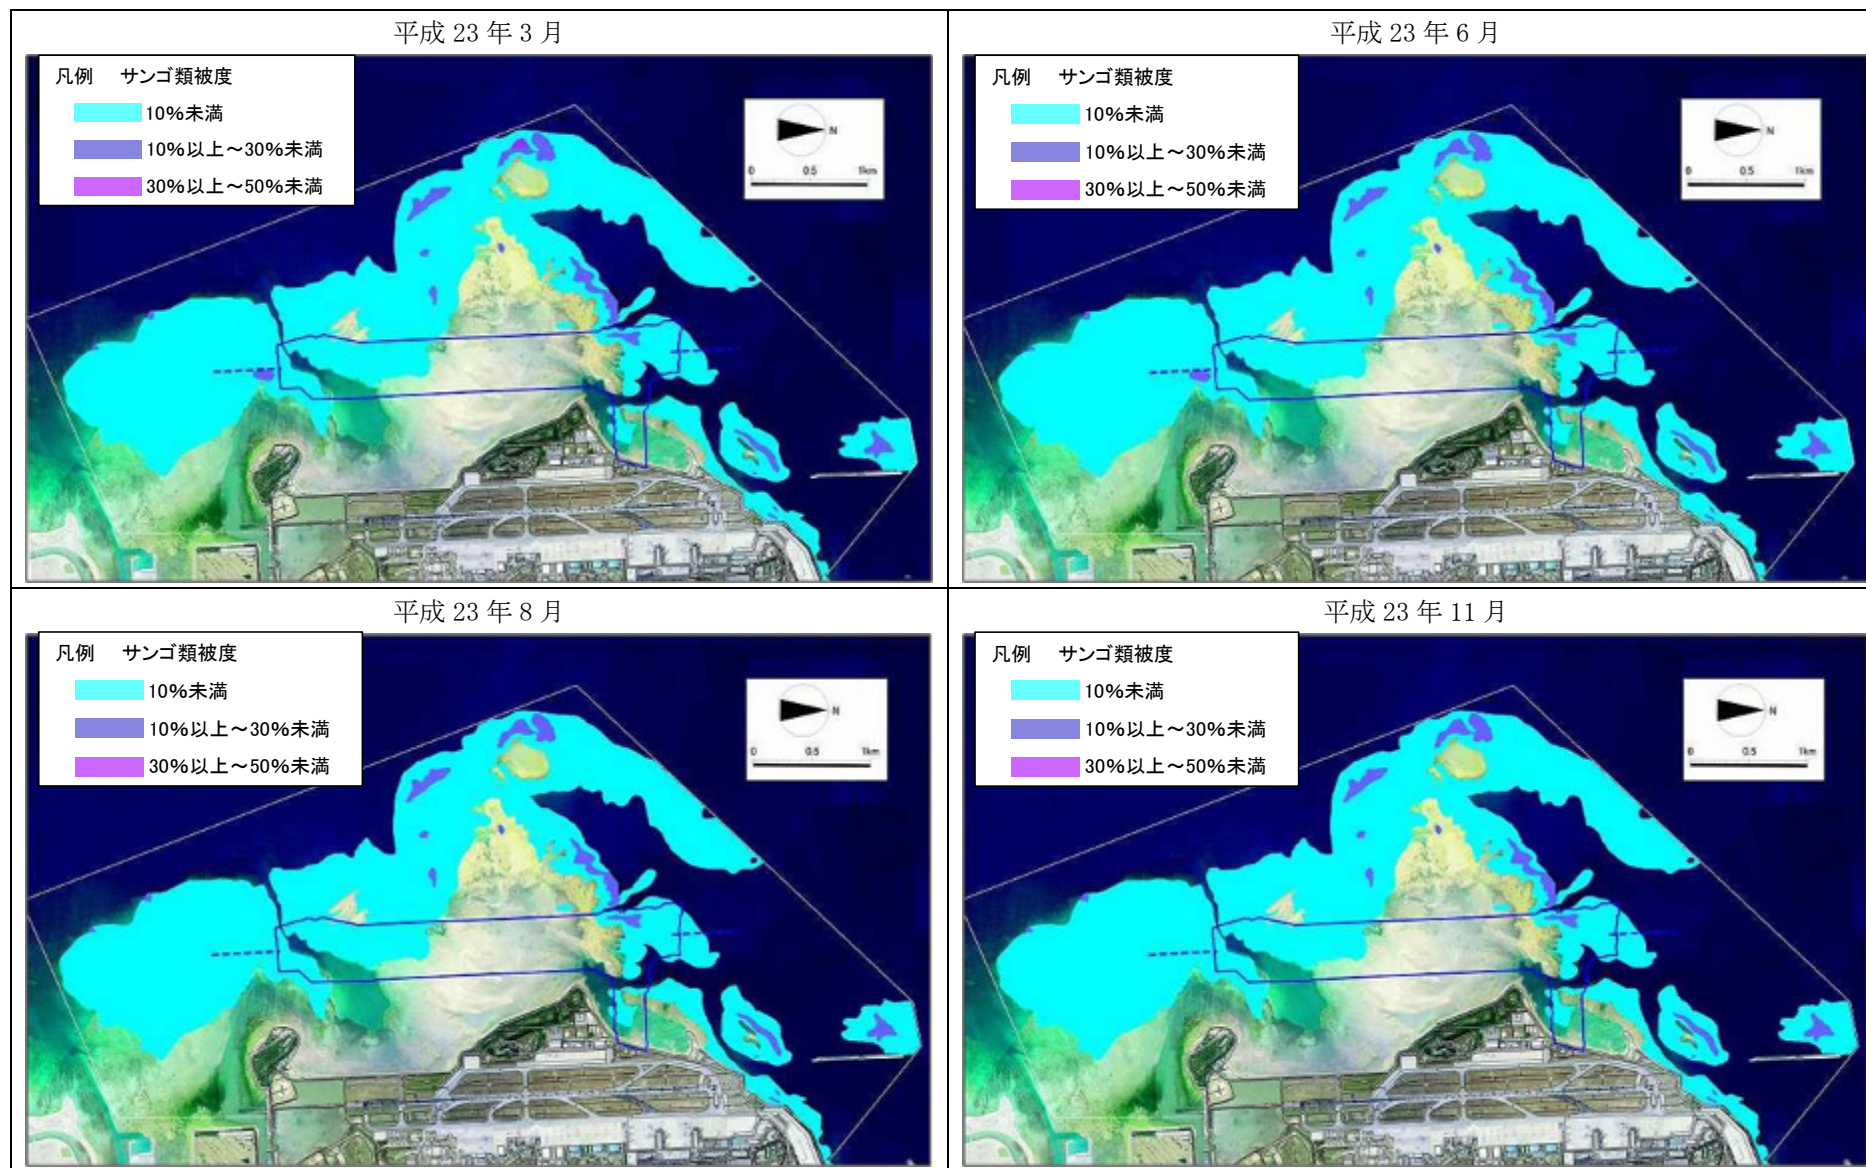 平成 23 年 3 月
凡例 サンゴ類被度
10%未満
10%以上～30%未満
30%以上～50%未満
N
0 0.5 1km
平成 23 年 6 月
凡例 サンゴ類被度
10%未満
10%以上～30%未満
30%以上～50%未満
N
0 0.5 1km
平成 23 年 8 月
凡例 サンゴ類被度
10%未満
10%以上～30%未満
30%以上～50%未満
N
0 0.5 1km
平成 23 年 11 月
凡例 サンゴ類被度
10%未満
10%以上～30%未満
30%以上～50%未満
N
0 0.5 1km